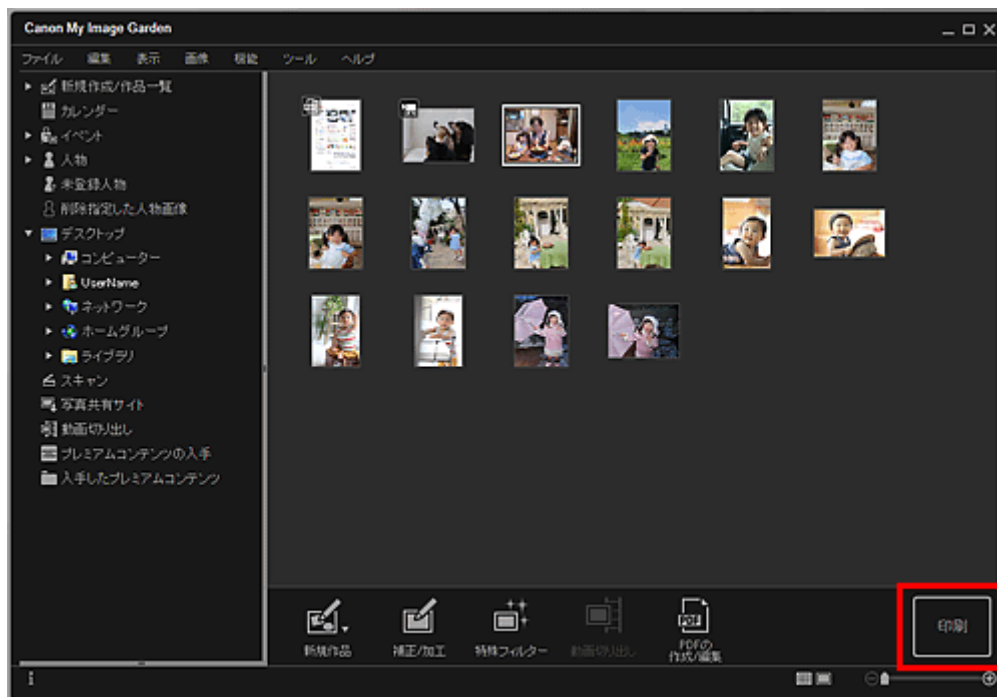 Canon My Image Garden
ファイル 編集 表示 画像 機能 ツール ヘルプ
新規作成/作品一覧
カレンダー
イベント
人物
未登録人物
削除指定した人物画像
デスクトップ
コンピューター
UserName
ネットワーク
ホームグループ
ライブラリ
スキャン
写真共有サイト
動画切り出し
プレミアムコンテンツの入手
入手したプレミアムコンテンツ
新規作品 補正/加工 特殊フィルター 動画切り出し PDFの
作成/編集
印刷